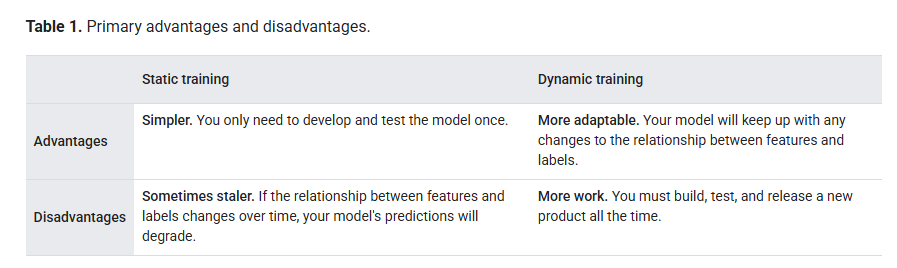 Table 1. Primary advantages and disadvantages.
Static training
Dynamic training
Advantages
Simpler. You only need to develop and test the model once.
More adaptable. Your model will keep up with any
changes to the relationship between features and
labels.
Disadvantages
Sometimes staler. If the relationship between features and
labels changes over time, your model's predictions will
degrade.
More work. You must build, test, and release a new
product all the time.